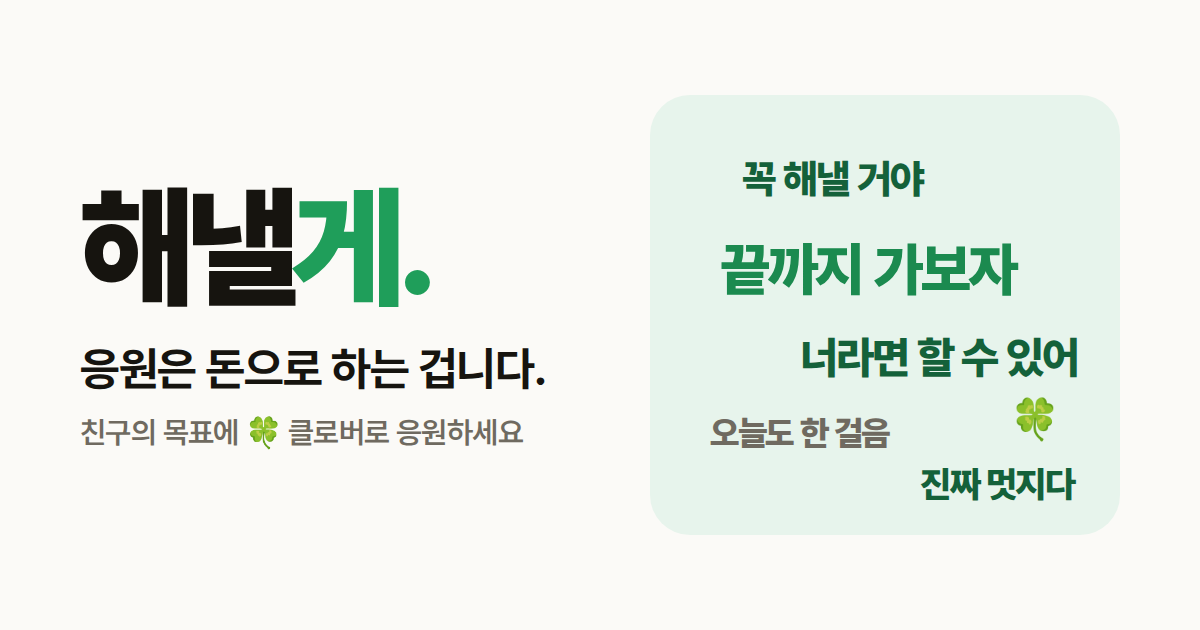 해낼게.
응원은 돈으로 하는 겁니다.
친구의 목표에 🍀 클로버로 응원하세요
꼭 해낼 거야
끝까지 가보자
너라면 할 수 있어
오늘도 한 걸음
진짜 멋지다